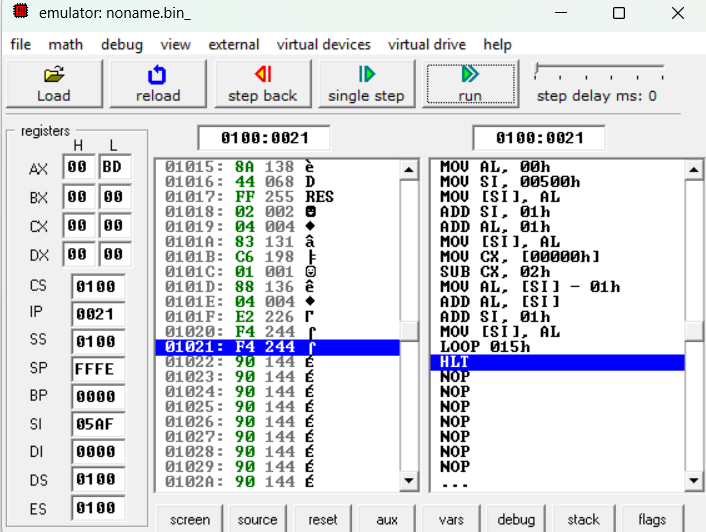 emulator: noname.bin_
file math debug view external virtual devices virtual drive help
Load reload step back single step run step delay ms: 0
registers
H L
AX 00 BD
BX 00 00
CX 00 00
DX 00 00
CS 0100
IP 0021
SS 0100
SP FFFE
BP 0000
SI 05AF
DI 0000
DS 0100
ES 0100
0100:0021
01015: 8A 138 è
01016: 44 068 D
01017: FF 255 RES
01018: 02 002 ☻
01019: 04 004 ♦
0101A: 83 131 â
0101B: C6 198 ╞
0101C: 01 001 ☺
0101D: 88 136 ê
0101E: 04 004 ♦
0101F: E2 226 Γ
01020: F4 244 ⌠
01021: F4 244 ⌠
01022: 90 144 É
01023: 90 144 É
01024: 90 144 É
01025: 90 144 É
01026: 90 144 É
01027: 90 144 É
01028: 90 144 É
01029: 90 144 É
0102A: 90 144 É
0100:0021
MOV AL, 00h
MOV SI, 00500h
MOV [SI], AL
ADD SI, 01h
ADD AL, 01h
MOV [SI], AL
MOV CX, [00000h]
SUB CX, 02h
MOV AL, [SI] - 01h
ADD AL, [SI]
ADD SI, 01h
MOV [SI], AL
LOOP 015h
HLT
NOP
NOP
NOP
NOP
NOP
NOP
NOP
...
screen source reset aux vars debug stack flags